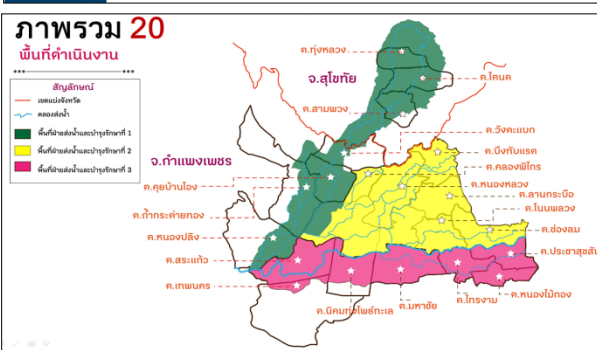 ภาพรวม 20
พื้นที่ดำเนินงาน
สัญลักษณ์
เขตแบ่งจังหวัด
คลองส่งน้ำ
พื้นที่ฝ่ายส่งน้ำและบำรุงรักษาที่ 1
พื้นที่ฝ่ายส่งน้ำและบำรุงรักษาที่ 2
พื้นที่ฝ่ายส่งน้ำและบำรุงรักษาที่ 3
ต.ทุ่งหลวง
จ.สุโขทัย
ต.โตนด
ต.สามพวง
ต.วังตะแบก
จ.กำแพงเพชร
ต.บึงทับแรต
ต.คลองพิไกร
ต.คุยบ้านโอง
ต.หนองหลวง
ต.ลานกระบือ
ต.ถ้ำกระต่ายทอง
ต.โนนพลวง
ต.หนองปลิง
ต.ช่องลม
ต.สระแก้ว
ต.ประชาสุขสัน
ต.เทพนคร
ต.นิคมทุ่งโพธิ์ทะเล
ต.มหาชัย
ต.ไทรงาม
ต.หนองไม้กอง